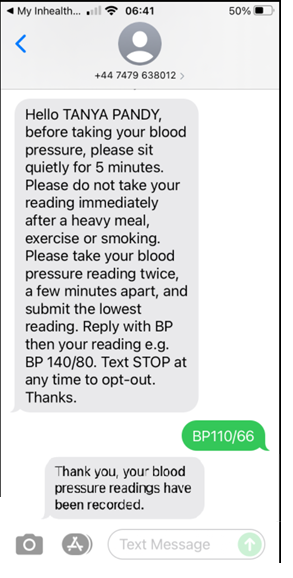 My Inhealth... 06:41 50%
+44 7479 638012
Hello TANYA PANDY,
before taking your blood
pressure, please sit
quietly for 5 minutes.
Please do not take your
reading immediately
after a heavy meal,
exercise or smoking.
Please take your blood
pressure reading twice,
a few minutes apart, and
submit the lowest
reading. Reply with BP
then your reading e.g.
BP 140/80. Text STOP at
any time to opt-out.
Thanks.
BP110/66
Thank you, your blood
pressure readings have
been recorded.
Text Message